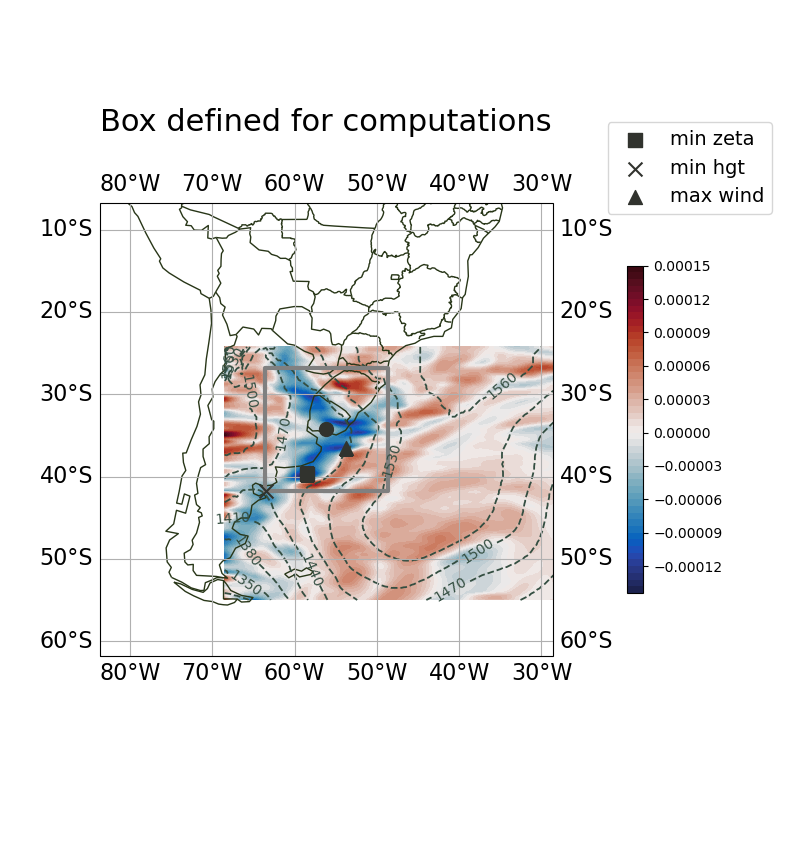 Box defined for computations
min zeta
min hgt
max wind
80°W 70°W 60°W 50°W 40°W 30°W
10°S 10°S
20°S
30°S 30°S
40°S 40°S
50°S 50°S
60°S 60°S
80°W 70°W 60°W 50°W 40°W 30°W
20°S
0.00015
0.00012
0.00009
0.00006
0.00003
0.00000
−0.00003
−0.00006
−0.00009
−0.00012
1500
1560
1470
1530
1410
1380
1440
1350
1500
1470